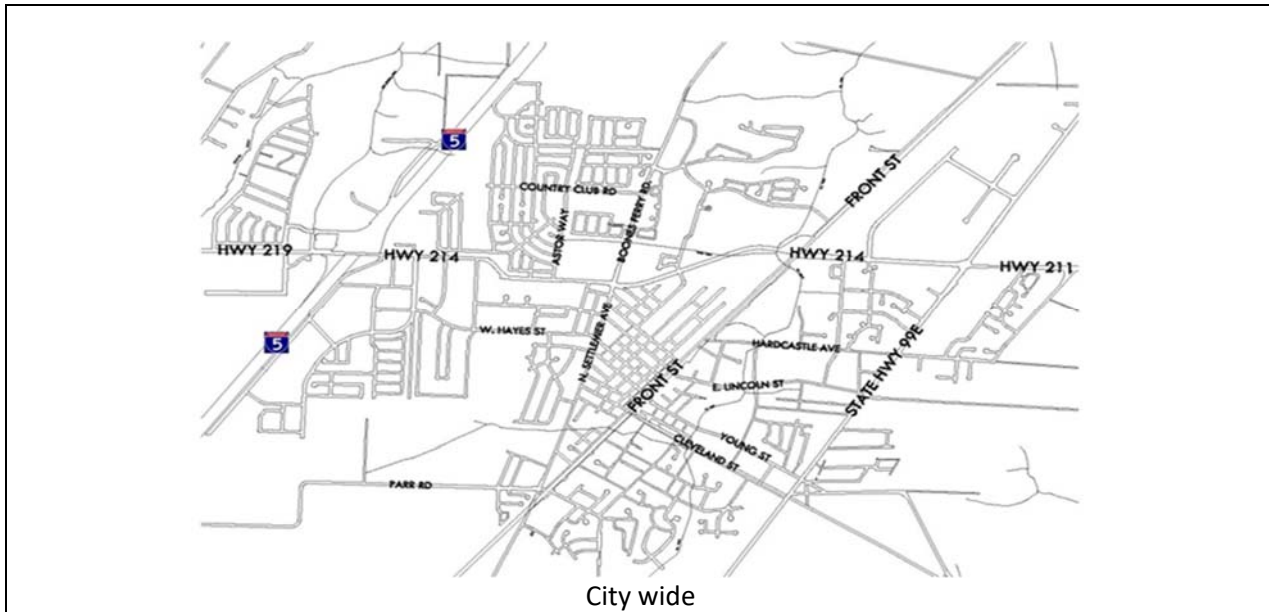 5
FRONT ST
COUNTRY CLUB RD
ASTOR WAY
BOONES FERRY RD.
HWY 219
HWY 214
HWY 214
HWY 211
5
W. HAYES ST
N. SETTLEMIER AVE
HARDCASTLE AVE
FRONT ST
E. LINCOLN ST
STATE HWY 99E
YOUNG ST
CLEVELAND ST
PARR RD
City wide